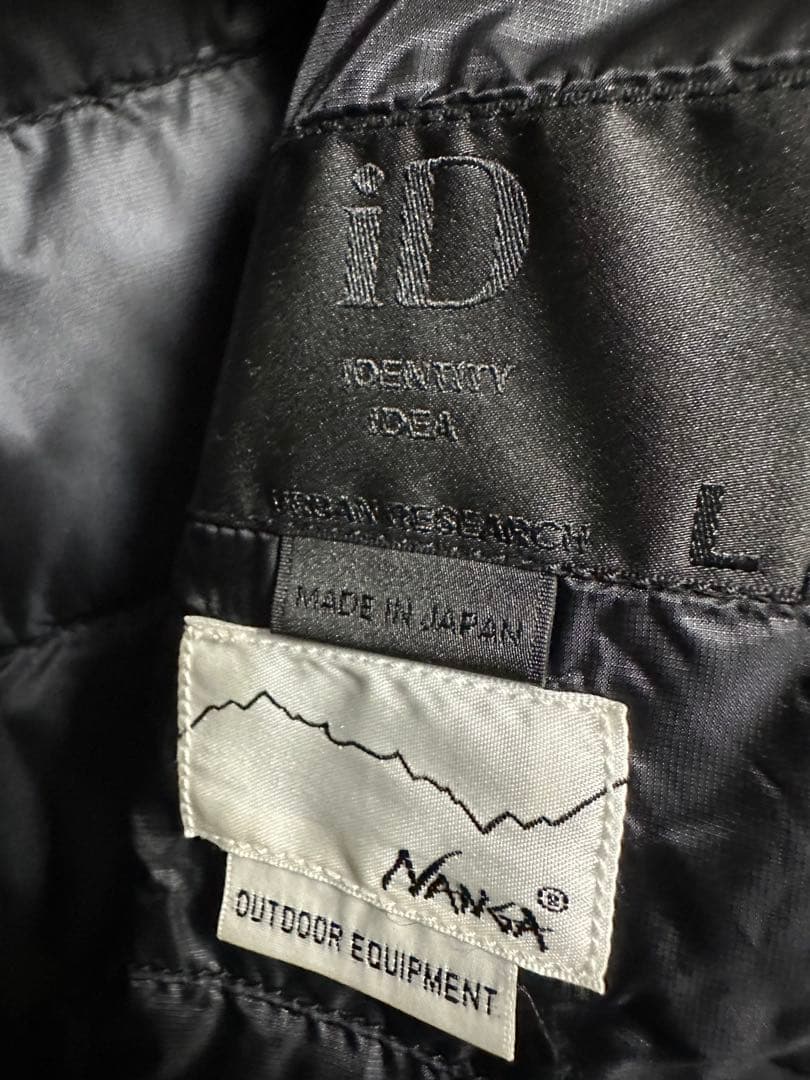 iD
iDENTITY
iDEA
URBAN RESEARCH
L
MADE IN JAPAN
NANGA®
OUTDOOR EQUIPMENT